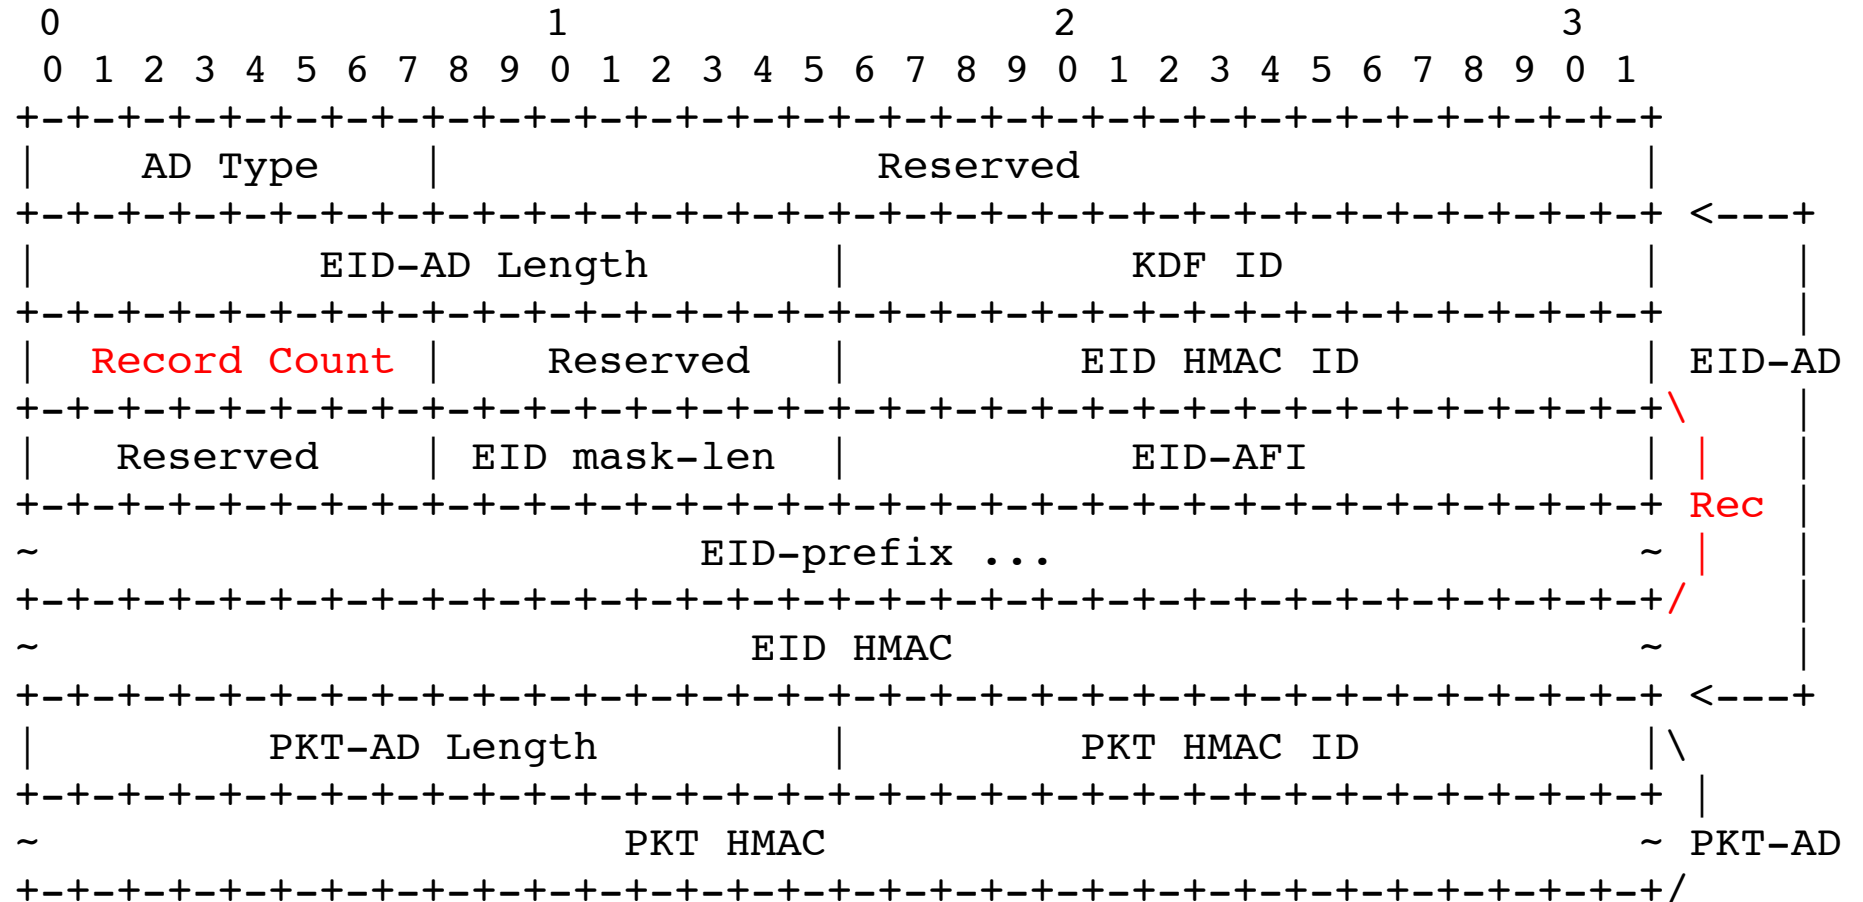 0                   1                   2                   3
0 1 2 3 4 5 6 7 8 9 0 1 2 3 4 5 6 7 8 9 0 1 2 3 4 5 6 7 8 9 0 1
+-+-+-+-+-+-+-+-+-+-+-+-+-+-+-+-+-+-+-+-+-+-+-+-+-+-+-+-+-+-+-+-+
|    AD Type    |                 Reserved                      |
+-+-+-+-+-+-+-+-+-+-+-+-+-+-+-+-+-+-+-+-+-+-+-+-+-+-+-+-+-+-+-+-+ <---+
|           EID-AD Length       |           KDF ID              |     |
+-+-+-+-+-+-+-+-+-+-+-+-+-+-+-+-+-+-+-+-+-+-+-+-+-+-+-+-+-+-+-+-+     |
|  Record Count |    Reserved   |         EID HMAC ID           | EID-AD
+-+-+-+-+-+-+-+-+-+-+-+-+-+-+-+-+-+-+-+-+-+-+-+-+-+-+-+-+-+-+-+-+\    |
|   Reserved    | EID mask-len  |           EID-AFI             | |   |
+-+-+-+-+-+-+-+-+-+-+-+-+-+-+-+-+-+-+-+-+-+-+-+-+-+-+-+-+-+-+-+-+ Rec |
~                          EID-prefix ...                       ~ |   |
+-+-+-+-+-+-+-+-+-+-+-+-+-+-+-+-+-+-+-+-+-+-+-+-+-+-+-+-+-+-+-+-+/    |
~                            EID HMAC                           ~     |
+-+-+-+-+-+-+-+-+-+-+-+-+-+-+-+-+-+-+-+-+-+-+-+-+-+-+-+-+-+-+-+-+ <---+
|         PKT-AD Length         |         PKT HMAC ID           |\
+-+-+-+-+-+-+-+-+-+-+-+-+-+-+-+-+-+-+-+-+-+-+-+-+-+-+-+-+-+-+-+-+ |
~                       PKT HMAC                                ~ PKT-AD
+-+-+-+-+-+-+-+-+-+-+-+-+-+-+-+-+-+-+-+-+-+-+-+-+-+-+-+-+-+-+-+-+/